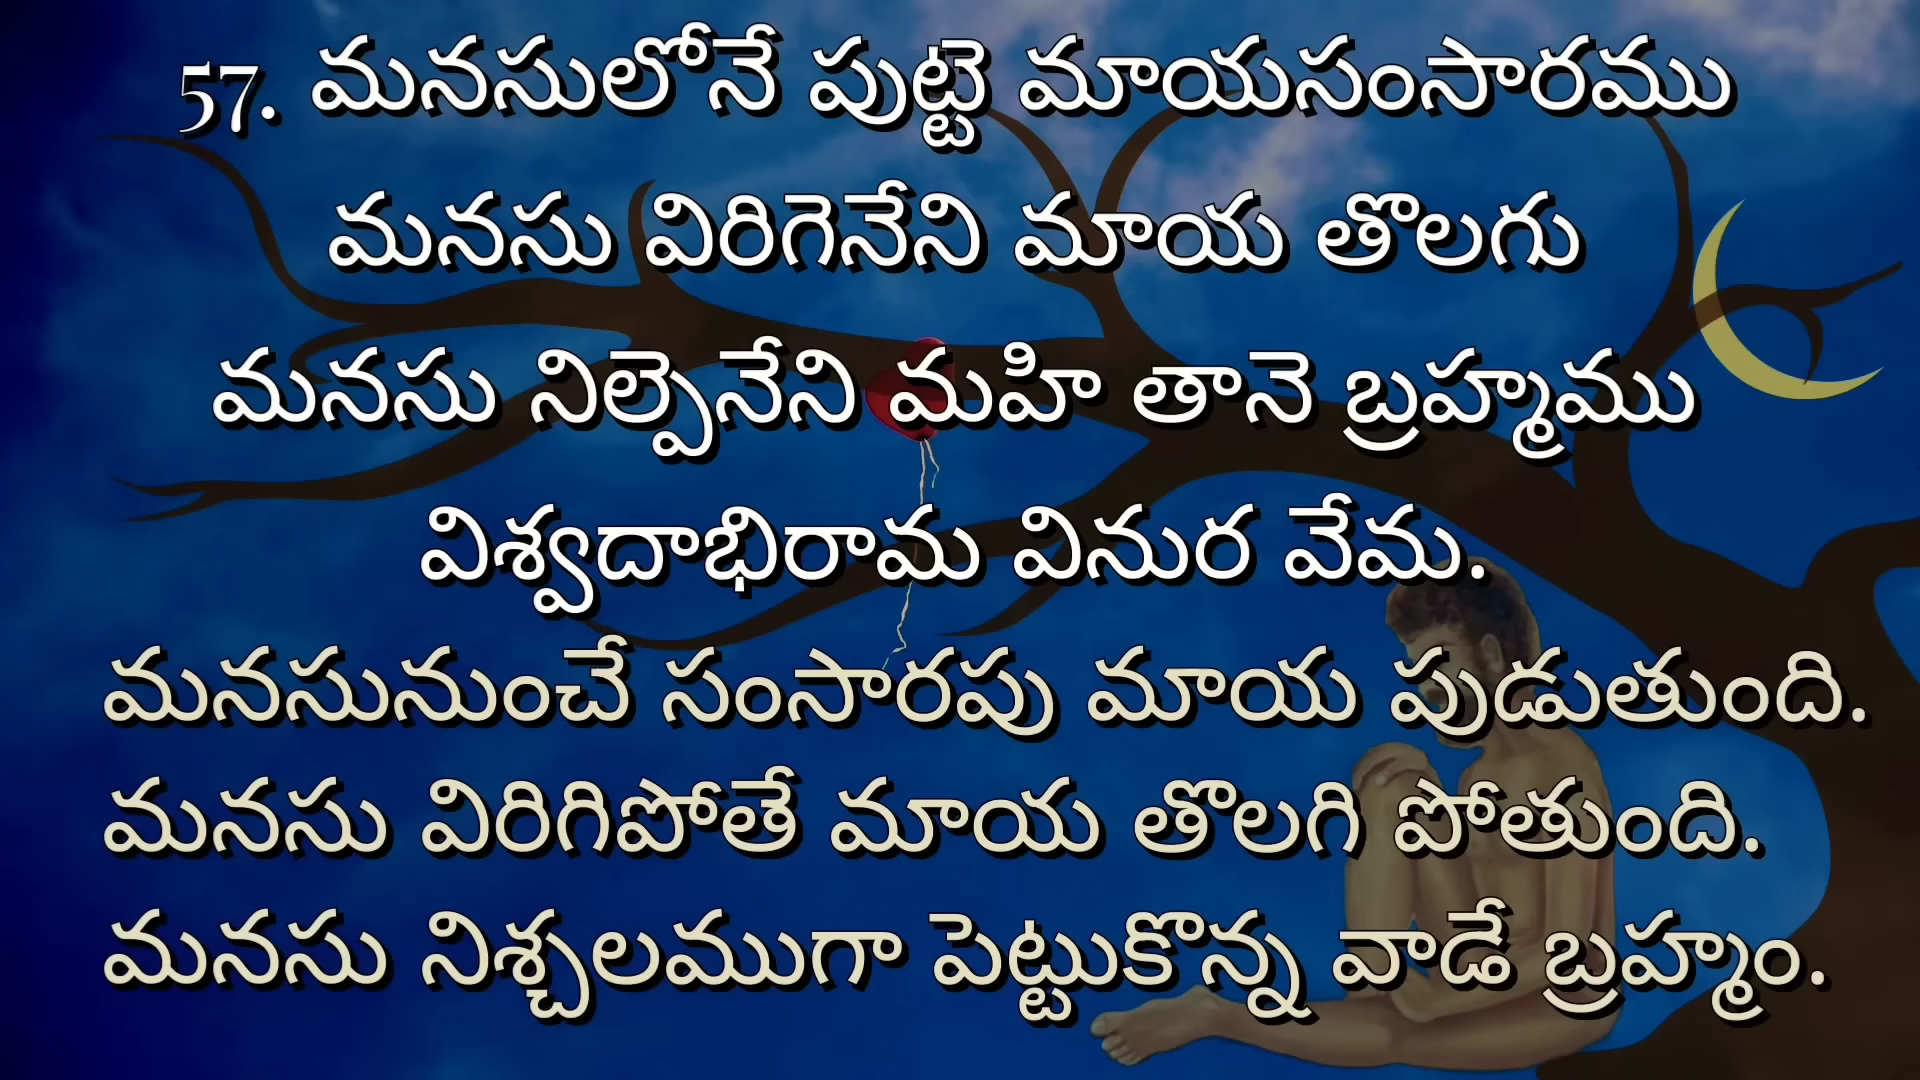 57. మనసులోనే పుట్టె మాయసంసారము
మనసు విరిగెనేని మాయ తొలగు
మనసు నిల్పెనేని మహి తానె బ్రహ్మము
విశ్వదాభిరామ వినుర వేమ.
మనసునుంచే సంసారపు మాయ పుడుతుంది.
మనసు విరిగిపోతే మాయ తొలగి పోతుంది.
మనసు నిశ్చలముగా పెట్టుకొన్న వాడే బ్రహ్మం.